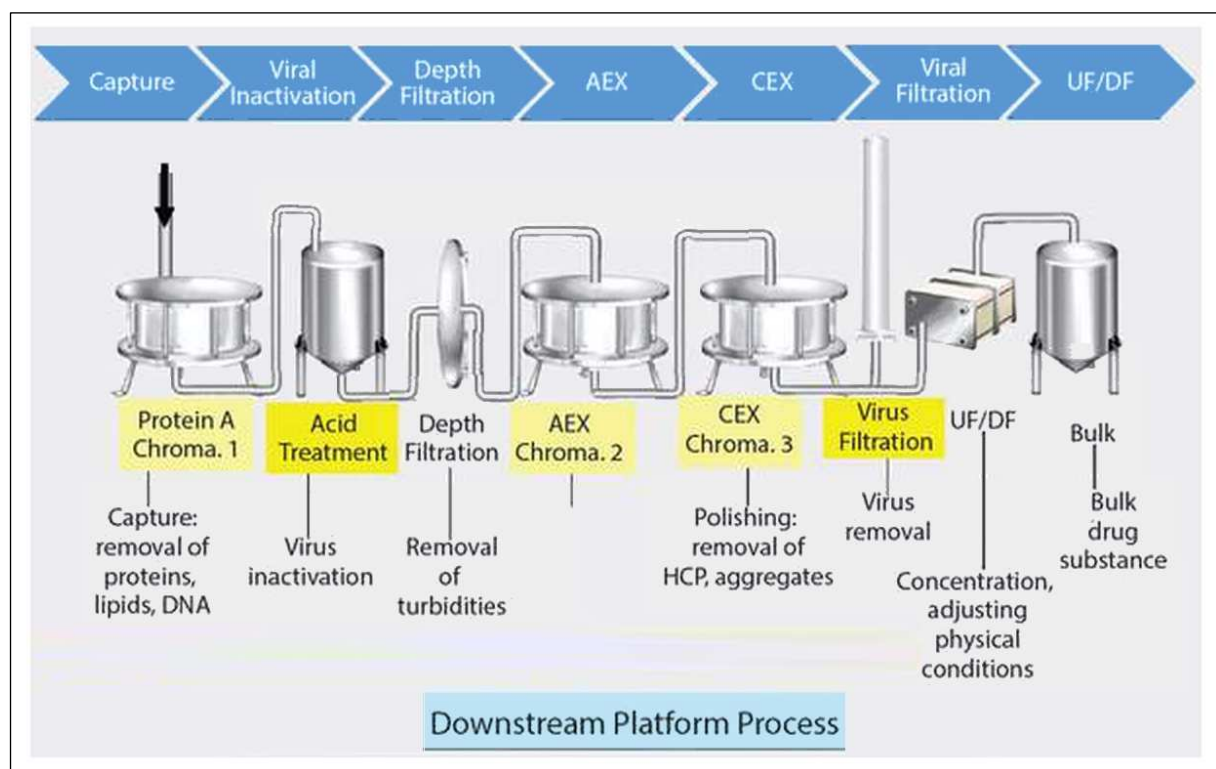 Capture
Viral
Inactivation
Depth
Filtration
AEX
CEX
Viral
Filtration
UF/DF
Protein A
Chroma. 1
Acid
Treatment
Depth
Filtration
AEX
Chroma. 2
CEX
Chroma. 3
Virus
Filtration
UF/DF
Bulk
Capture:
removal of
proteins,
lipids, DNA
Virus
inactivation
Removal
of
turbidities
Polishing:
removal of
HCP, aggregates
Virus
removal
Concentration,
adjusting
physical
conditions
Bulk
drug
substance
Downstream Platform Process